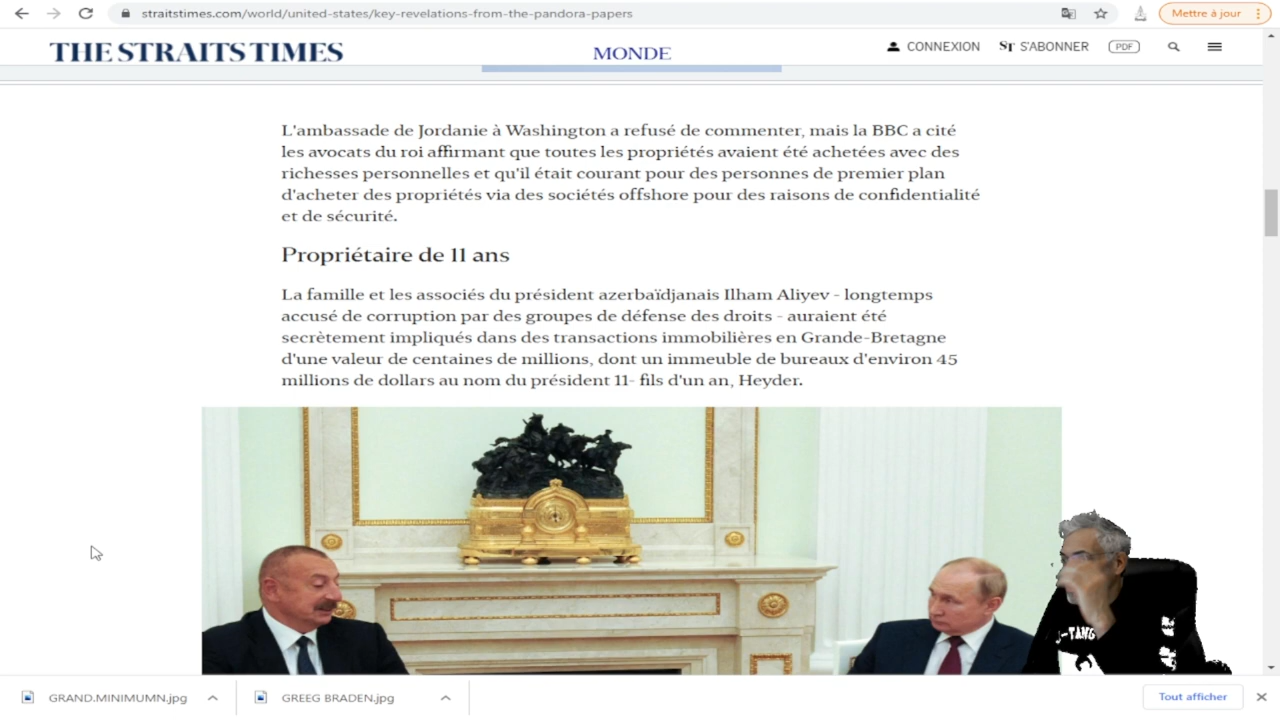 straitstimes.com/world/united-states/key-revelations-from-the-pandora-papers
Mettre à jour
THE STRAITS TIMES
MONDE
CONNEXION
ST S'ABONNER
PDF
L'ambassade de Jordanie à Washington a refusé de commenter, mais la BBC a cité
les avocats du roi affirmant que toutes les propriétés avaient été achetées avec des
richesses personnelles et qu'il était courant pour des personnes de premier plan
d'acheter des propriétés via des sociétés offshore pour des raisons de confidentialité
et de sécurité.
Propriétaire de 11 ans
La famille et les associés du président azerbaïdjanais Ilham Aliyev - longtemps
accusé de corruption par des groupes de défense des droits - auraient été
secrètement impliqués dans des transactions immobilières en Grande-Bretagne
d'une valeur de centaines de millions, dont un immeuble de bureaux d'environ 45
millions de dollars au nom du président 11- fils d'un an, Heyder.
-TANG
GRAND.MINIMUMN.jpg
GREEG BRADEN.jpg
Tout afficher